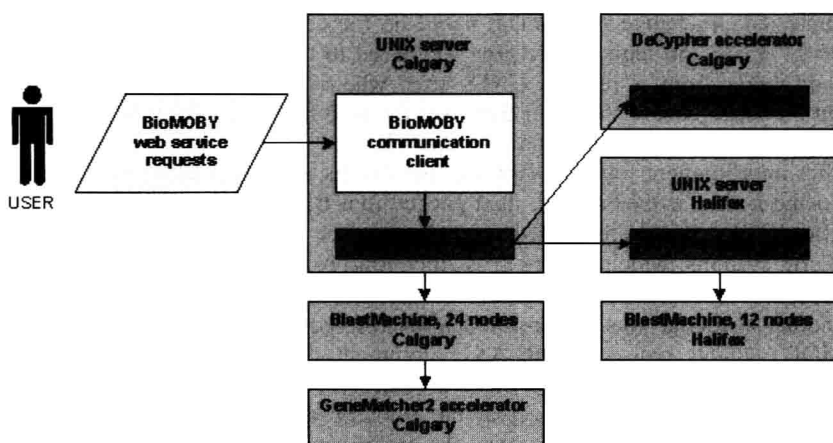 UNIX server
Calgary
DeCypher accelerator
Calgary
BioMOBY
web service
requests
BioMOBY
communication
client
USER
UNIX server
Halifax
BlastMachine, 24 nodes
Calgary
BlastMachine, 12 nodes
Halifax
GeneMatcher2 accelerator
Calgary